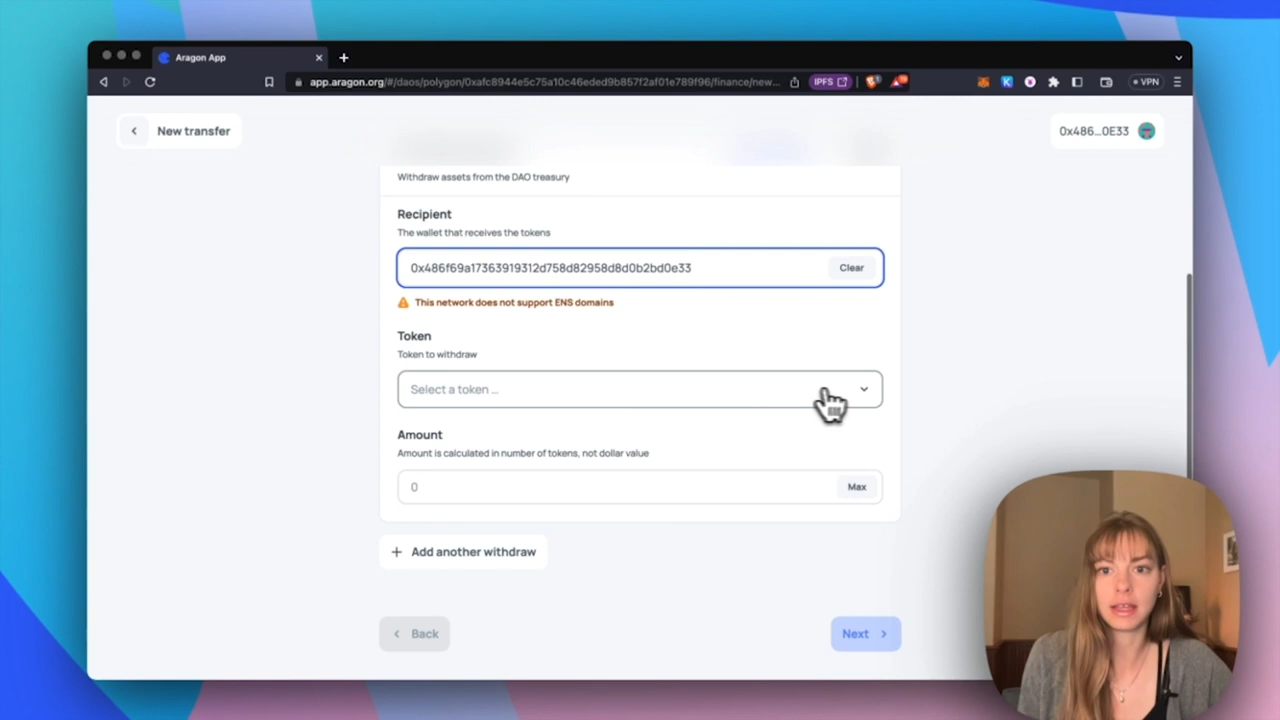 Aragon App
app.aragon.org/#/daos/polygon/0xafc8944e5c75a10c46eded9b857f2af01e789f96/finance/new...
IPFS
VPN
New transfer
0x486...0E33
Withdraw assets from the DAO treasury
Recipient
The wallet that receives the tokens
0x486f69a17363919312d758d82958d8d0b2bd0e33
Clear
This network does not support ENS domains
Token
Token to withdraw
Select a token ...
Amount
Amount is calculated in number of tokens, not dollar value
0
Max
+ Add another withdraw
Back
Next